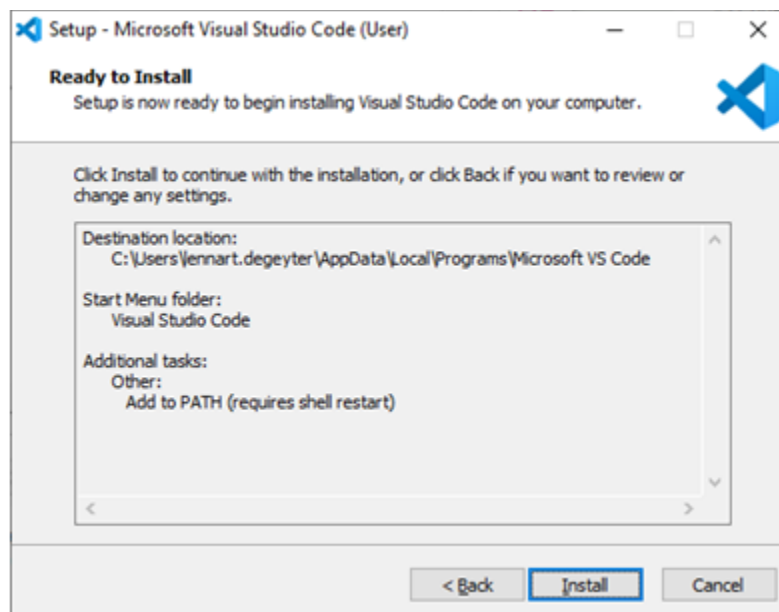 Setup - Microsoft Visual Studio Code (User)
Ready to Install
Setup is now ready to begin installing Visual Studio Code on your computer.
Click Install to continue with the installation, or click Back if you want to review or
change any settings.
Destination location:
C:\Users\lennart.degeyter\AppData\Local\Programs\Microsoft VS Code
Start Menu folder:
Visual Studio Code
Additional tasks:
Other:
Add to PATH (requires shell restart)
< Back
Install
Cancel